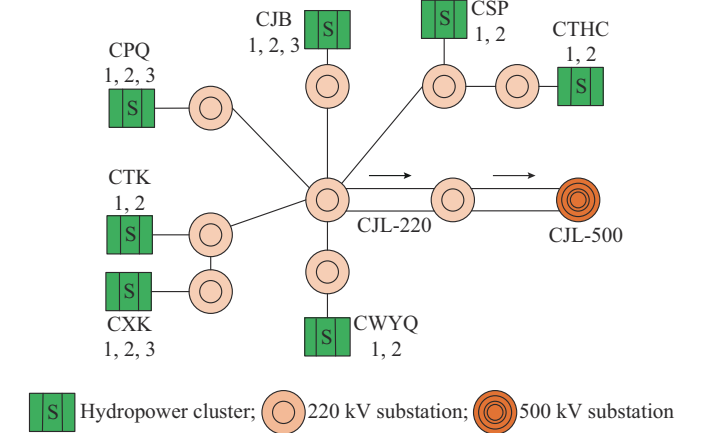 CSP
1, 2
S
CJB
1, 2, 3
S
CTHC
1, 2
S
CPQ
1, 2, 3
S
CTK
1, 2
S
CJL-220
CJL-500
S
CXK
1, 2, 3
S
CWYQ
1, 2
S Hydropower cluster; 220 kV substation; 500 kV substation